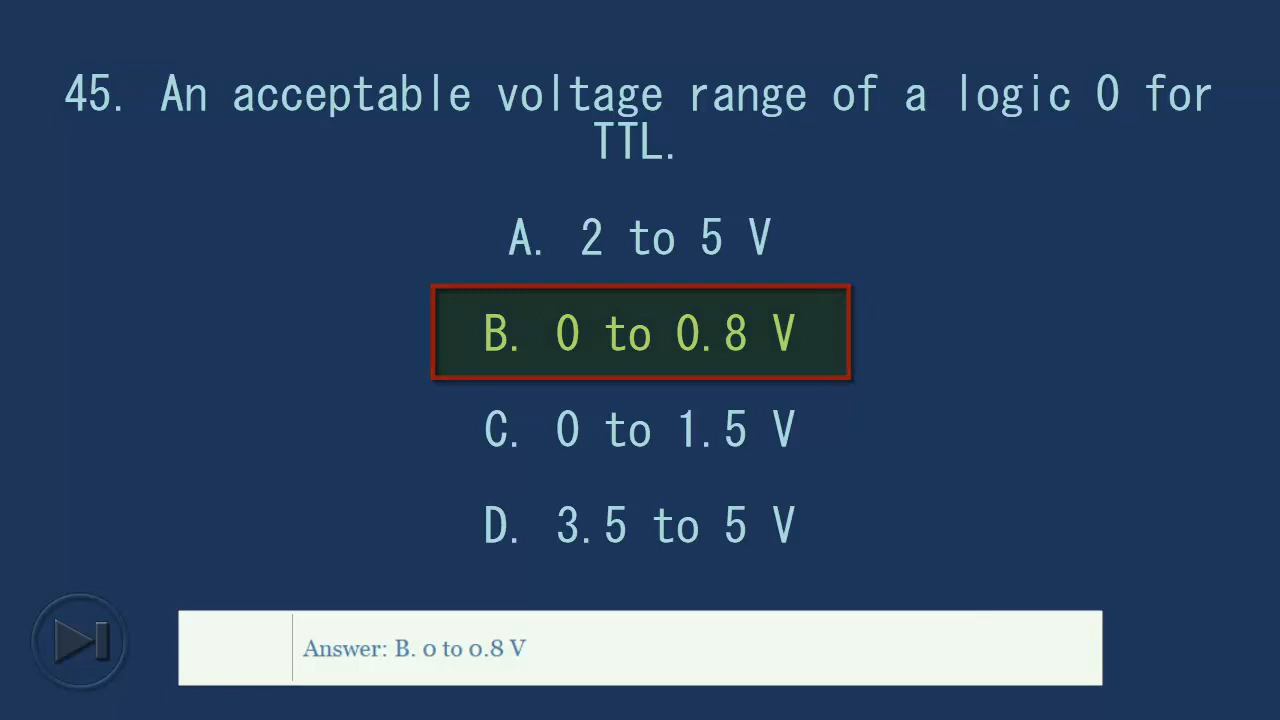 45. An acceptable voltage range of a logic 0 for
TTL.
A. 2 to 5 V
B. 0 to 0.8 V
C. 0 to 1.5 V
D. 3.5 to 5 V
Answer: B. 0 to 0.8 V